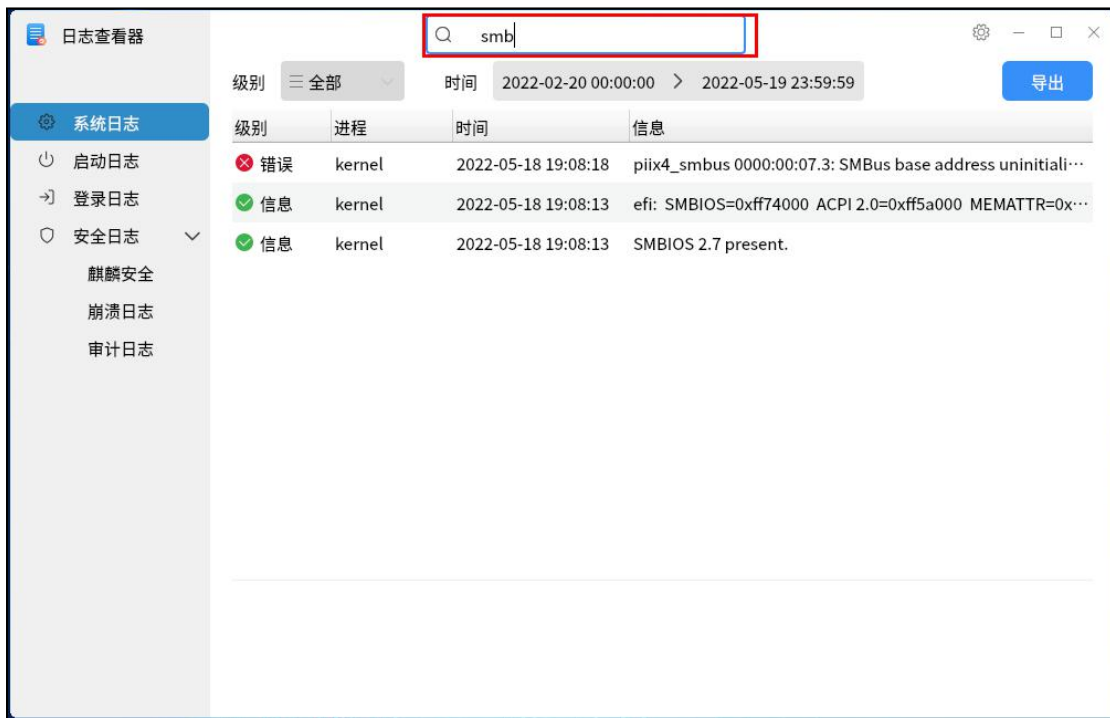 日志查看器
smb
级别 全部 时间 2022-02-20 00:00:00 > 2022-05-19 23:59:59 导出
系统日志
启动日志
登录日志
安全日志
麒麟安全
崩溃日志
审计日志
级别 进程 时间 信息
错误 kernel 2022-05-18 19:08:18 piix4_smbus 0000:00:07.3: SMBus base address uninitiali···
信息 kernel 2022-05-18 19:08:13 efi: SMBIOS=0xff74000 ACPI 2.0=0xff5a000 MEMATTR=0x···
信息 kernel 2022-05-18 19:08:13 SMBIOS 2.7 present.